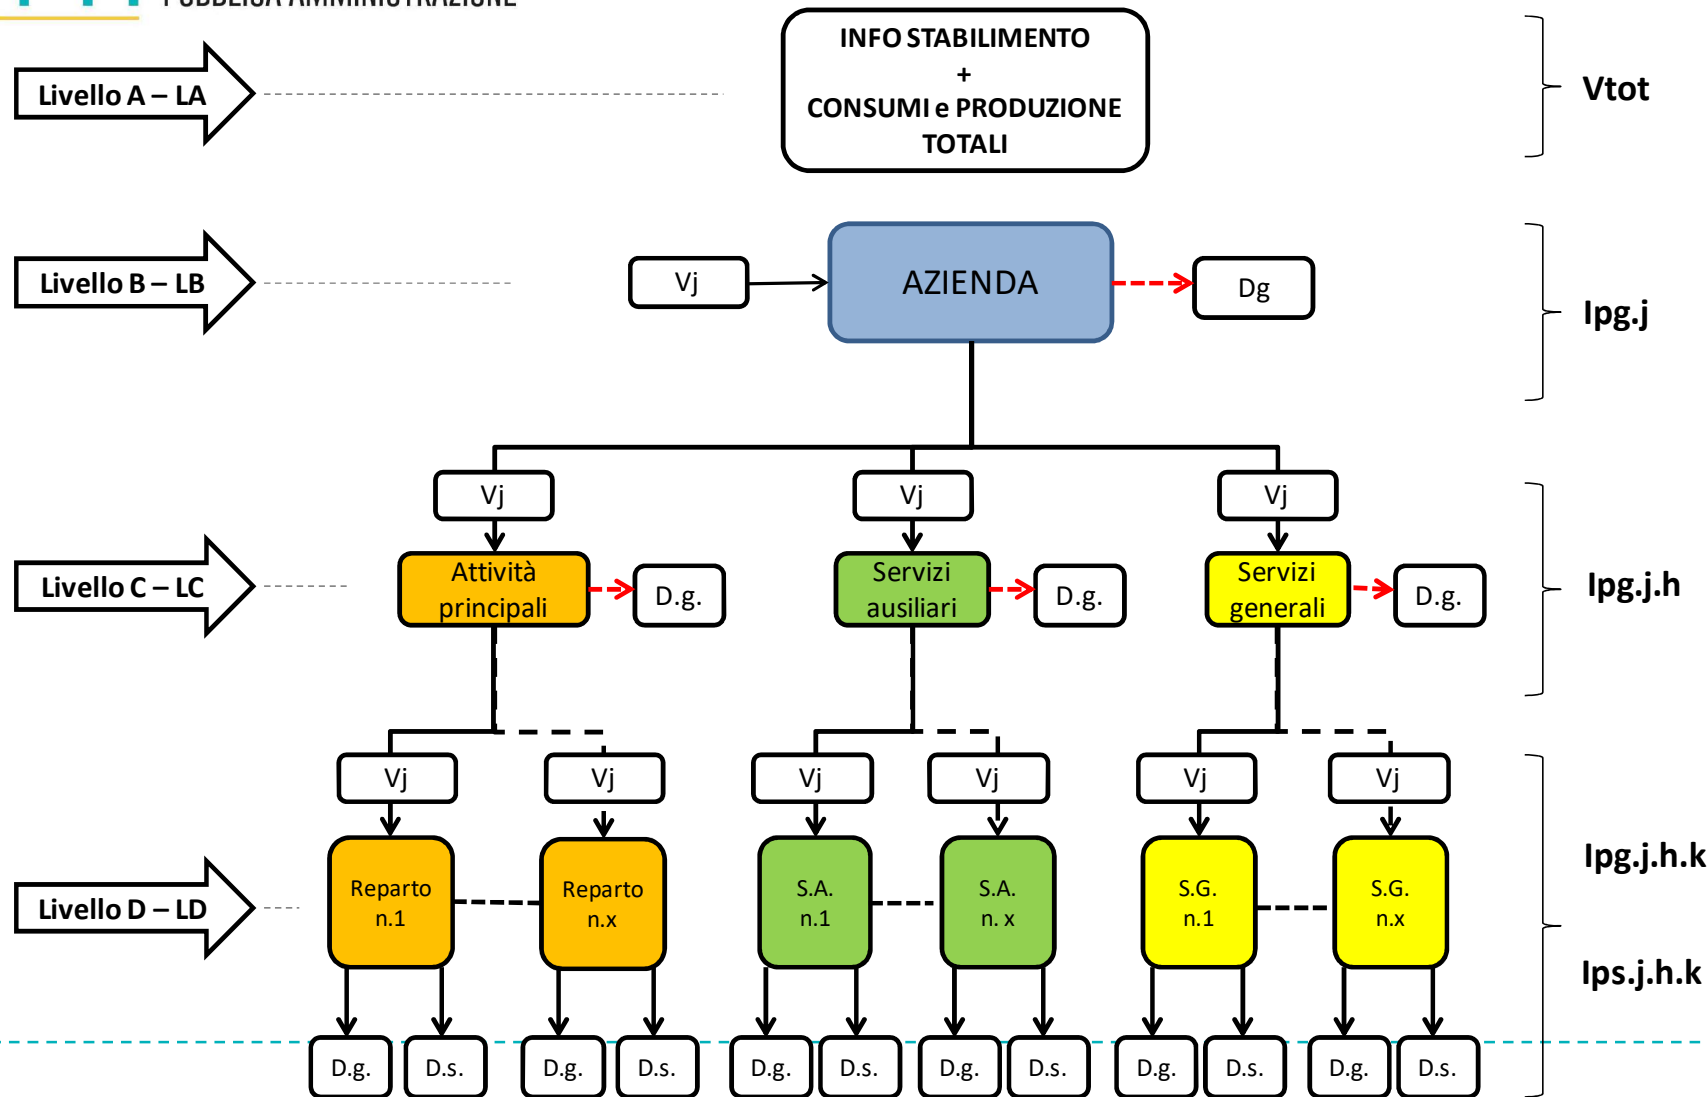 PUBBLICA AMMINISTRAZIONE
INFO STABILIMENTO
+
CONSUMI e PRODUZIONE
TOTALI
Livello A – LA
Vtot
Livello B – LB
Vj
AZIENDA
Dg
Ipg.j
Vj
Vj
Vj
Livello C – LC
Attività
principali
D.g.
Servizi
ausiliari
D.g.
Servizi
generali
D.g.
Ipg.j.h
Vj
Vj
Vj
Vj
Vj
Vj
Livello D – LD
Reparto
n.1
Reparto
n.x
S.A.
n.1
S.A.
n. x
S.G.
n.1
S.G.
n.x
Ipg.j.h.k
Ips.j.h.k
D.g.
D.s.
D.g.
D.s.
D.g.
D.s.
D.g.
D.s.
D.g.
D.s.
D.g.
D.s.